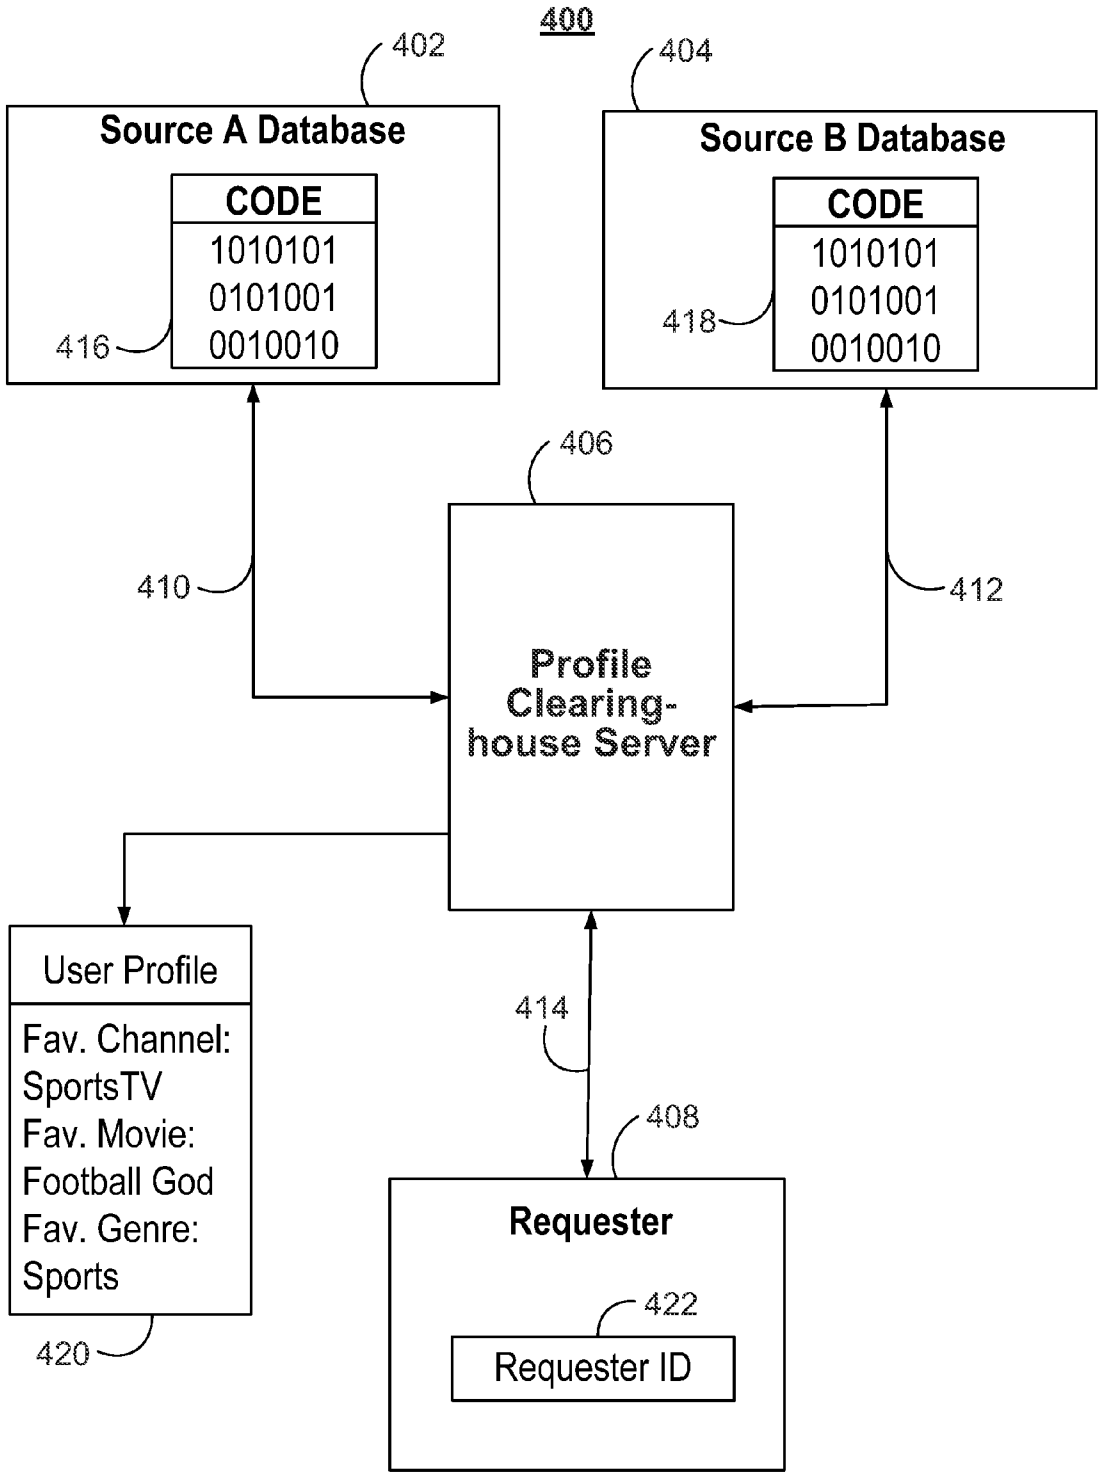 400
402
404
Source A Database
CODE
1010101
0101001
0010010
416
Source B Database
CODE
1010101
0101001
0010010
418
406
410
412
Profile
Clearing-
house Server
414
User Profile
Fav. Channel:
SportsTV
Fav. Movie:
Football God
Fav. Genre:
Sports
420
408
Requester
422
Requester ID